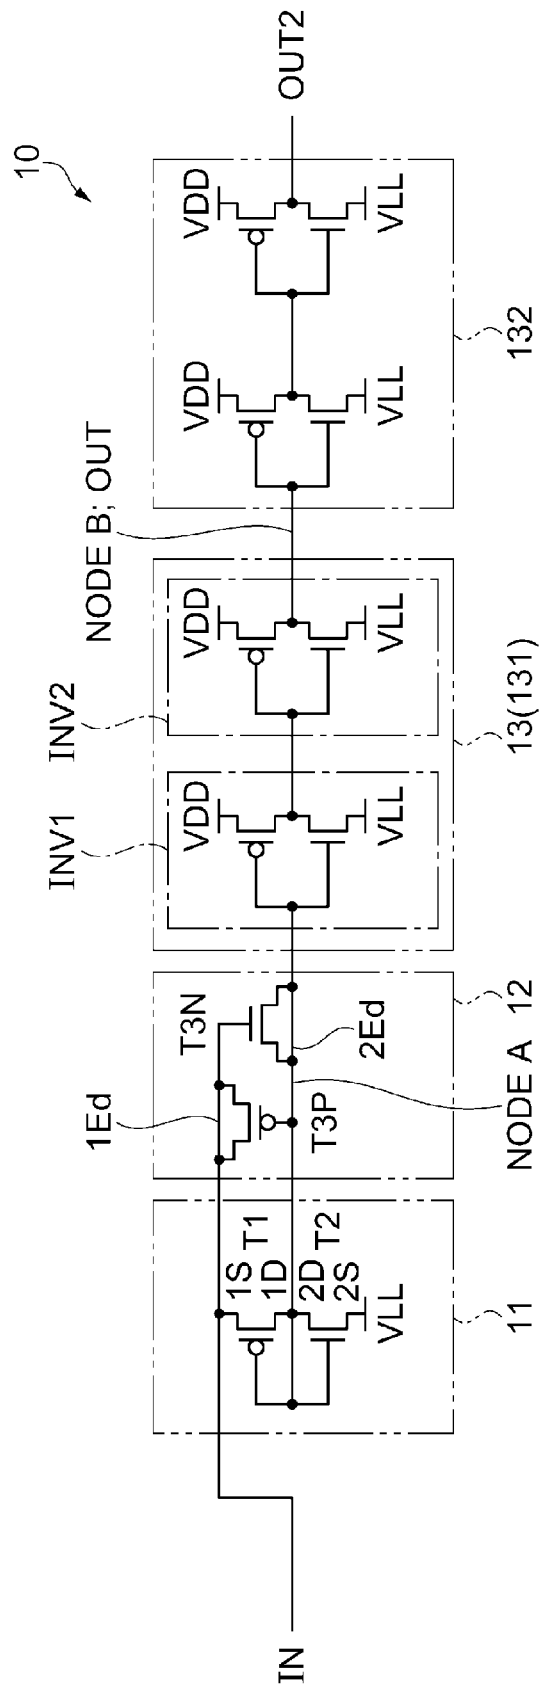 10
IN
OUT2
NODE B; OUT
INV1
INV2
1Ed
T3N
T3P
2Ed
NODE A
1S T1
1D
2D T2
2S
VLL
VDD
VLL
VDD
VLL
VDD
VLL
VDD
VLL
11
12
13(131)
132